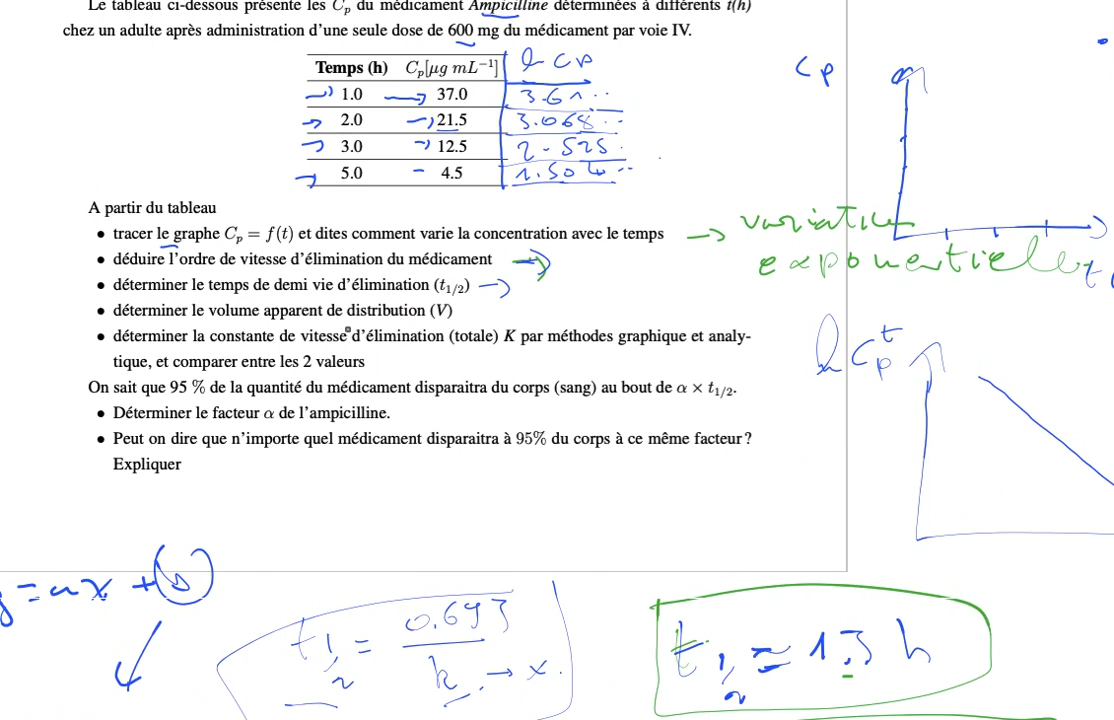 Le tableau ci-dessous présente les Cp du médicament Ampicilline déterminées à différents t(h)
chez un adulte après administration d'une seule dose de 600 mg du médicament par voie IV.
Temps (h) Cp[µg mL−1] ln Cp
1.0 37.0 3.61..
2.0 21.5 3.068..
3.0 12.5 2.525.
5.0 4.5 1.504..
Cp
A partir du tableau
• tracer le graphe Cp = f(t) et dites comment varie la concentration avec le temps
→ variation
exponentielle
t
• déduire l'ordre de vitesse d'élimination du médicament
• déterminer le temps de demi vie d'élimination (t1/2)
• déterminer le volume apparent de distribution (V)
• déterminer la constante de vitesse d'élimination (totale) K par méthodes graphique et analy-
tique, et comparer entre les 2 valeurs
ln Cp t
On sait que 95 % de la quantité du médicament disparaitra du corps (sang) au bout de α × t1/2.
• Déterminer le facteur α de l'ampicilline.
• Peut on dire que n'importe quel médicament disparaitra à 95% du corps à ce même facteur ?
Expliquer
= ax + b
t1/2 = 0.693 / k → x.
t1/2 ≈ 1.3 h